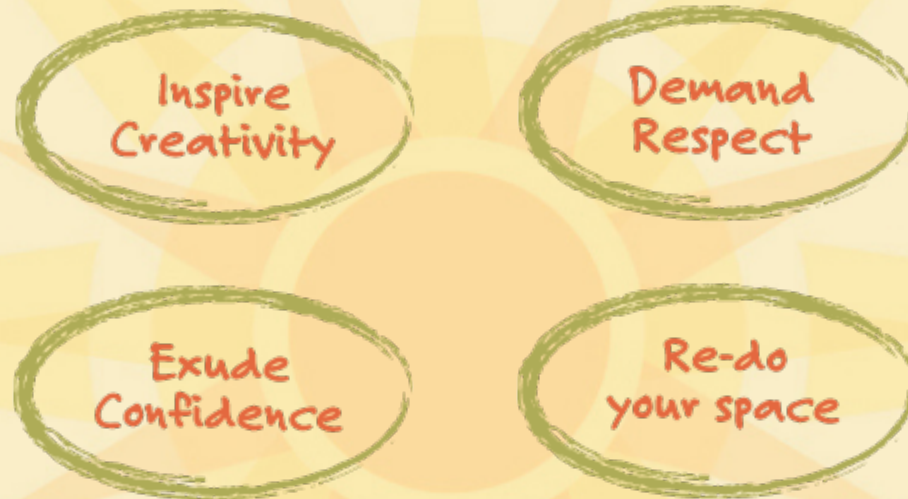 Inspire
Creativity
Demand
Respect
Exude
Confidence
Re-do
your space